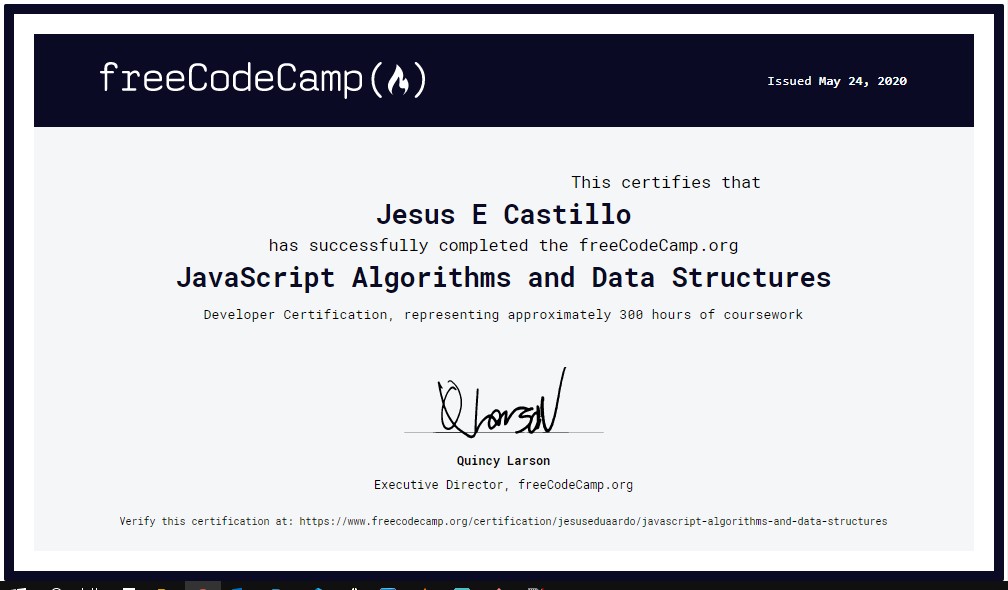 freeCodeCamp(🔥)
Issued May 24, 2020
This certifies that
Jesus E Castillo
has successfully completed the freeCodeCamp.org
JavaScript Algorithms and Data Structures
Developer Certification, representing approximately 300 hours of coursework
Q Larson
Quincy Larson
Executive Director, freeCodeCamp.org
Verify this certification at: https://www.freecodecamp.org/certification/jesuseduaardo/javascript-algorithms-and-data-structures